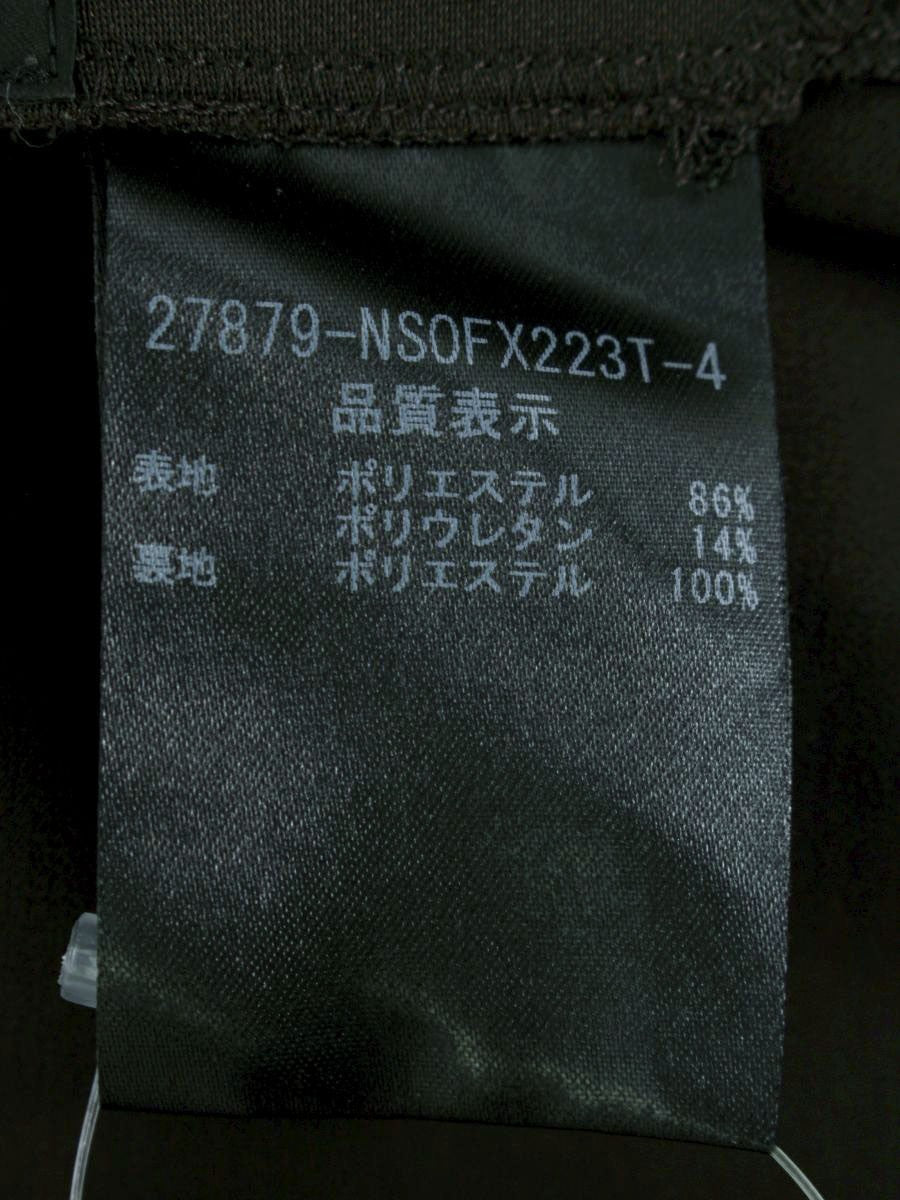 27879-NSOFX223T-4
品質表示
表地 ポリエステル 86%
ポリウレタン 14%
裏地 ポリエステル 100%